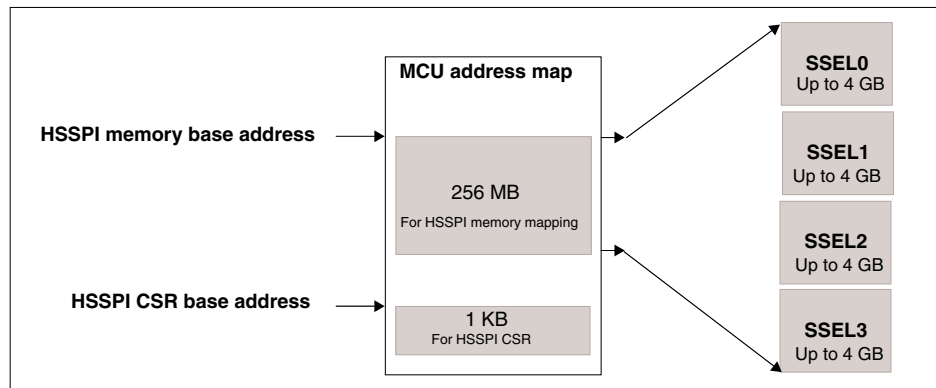 MCU address map
HSSPI memory base address
256 MB
For HSSPI memory mapping
HSSPI CSR base address
1 KB
For HSSPI CSR
SSEL0
Up to 4 GB
SSEL1
Up to 4 GB
SSEL2
Up to 4 GB
SSEL3
Up to 4 GB